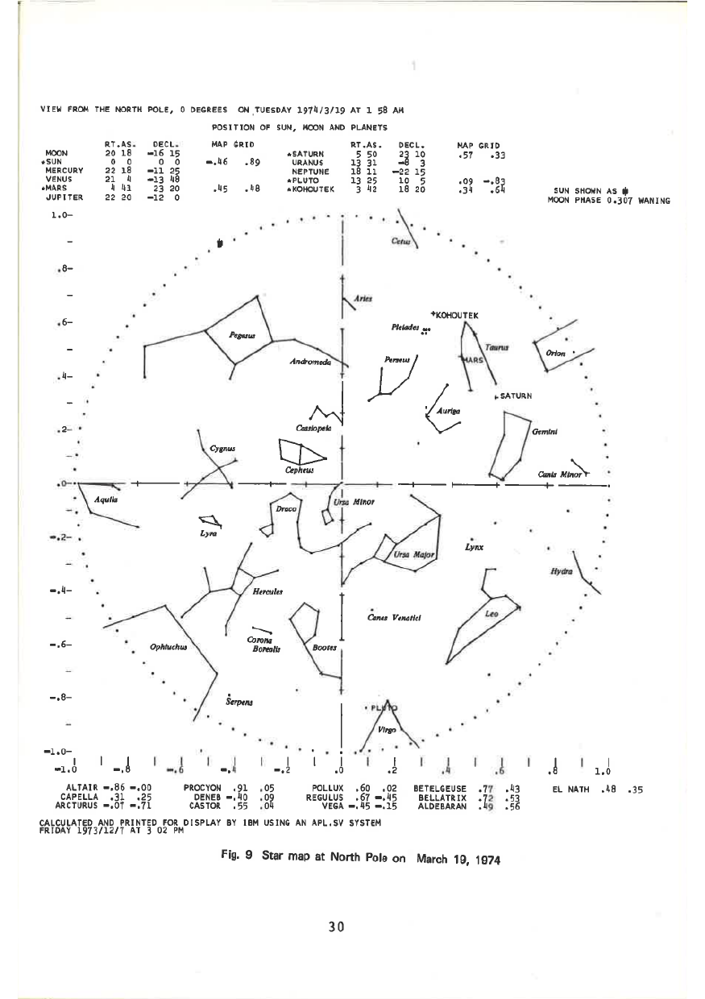 VIEW FROM THE NORTH POLE, 0 DEGREES ON TUESDAY 1974/3/19 AT 1 58 AM
POSITION OF SUN, MOON AND PLANETS
RT.AS. DECL. MAP GRID RT.AS. DECL. MAP GRID
MOON 20 18 -16 15 *SATURN 5 50 23 10 .57 .33
*SUN 0 0 0 0 -.46 .89 URANUS 13 31 -8 3
MERCURY 22 18 -11 25 NEPTUNE 18 11 -22 15
VENUS 21 4 -13 48 *PLUTO 13 25 10 5 .09 -.83
*MARS 4 41 23 20 .45 .48 *KOHOUTEK 3 42 18 20 .34 .64
JUPITER 22 20 -12 0
SUN SHOWN AS
MOON PHASE 0.307 WANING
1.0-
Cetus
.8-
Aries
+KOHOUTEK
.6-
Pleiades
Pegasus
Taurus
Orion
Andromeda
Perseus
MARS
.4-
SATURN
Auriga
.2-
Cassiopeia
Gemini
Cygnus
Cepheus
Canis Minor
.0-
Aquila
Ursa Minor
Draco
Lyra
-.2-
Lynx
Ursa Major
Hydra
-.4-
Hercules
Canes Venatici
Leo
Corona
Borealis
-.6-
Ophiuchus
Bootes
-.8-
Serpens
PLUTO
Virgo
-1.0-
-1.0 -.8 -.6 -.4 -.2 .0 .2 .4 .6 .8 1.0
ALTAIR -.86 -.00 PROCYON .91 .05 POLLUX .60 .02 BETELGEUSE .77 .43 EL NATH .48 .35
CAPELLA .31 .25 DENEB -.40 .09 REGULUS .67 -.45 BELLATRIX .72 .53
ARCTURUS -.07 -.71 CASTOR .55 .04 VEGA -.45 -.15 ALDEBARAN .49 .56
CALCULATED AND PRINTED FOR DISPLAY BY IBM USING AN APL.SV SYSTEM
FRIDAY 1973/12/7 AT 3 02 PM
Fig. 9 Star map at North Pole on March 19, 1974
30